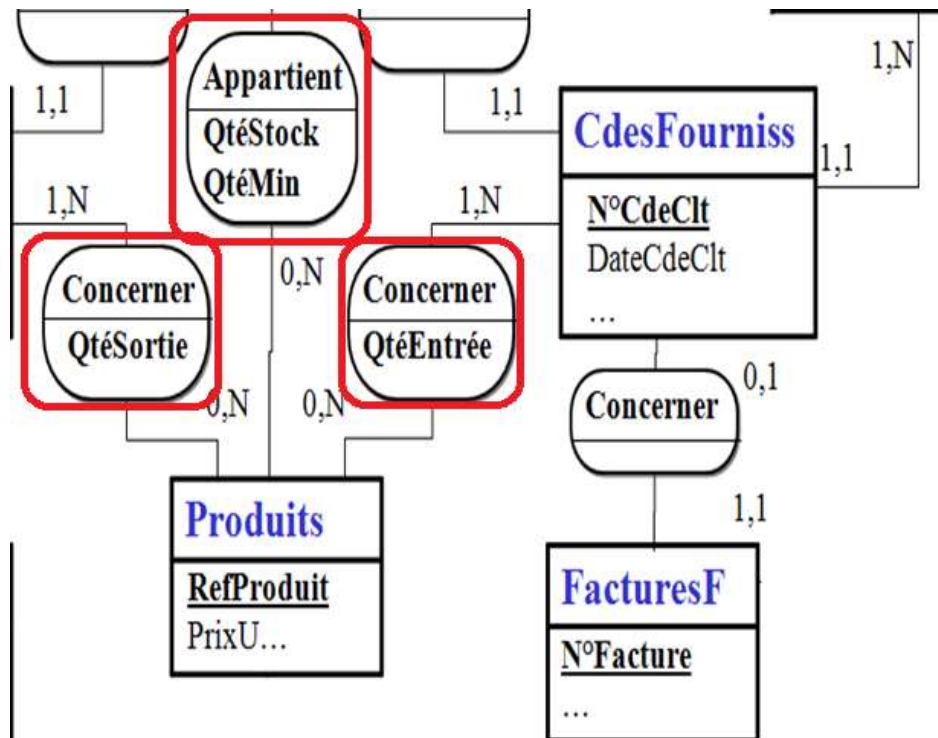 1,N
1,1
Appartient
QtéStock
QtéMin
1,1
CdesFourniss
N°CdeClt
DateCdeClt
...
1,1
1,N
1,N
Concerner
QtéSortie
0,N
Concerner
QtéEntrée
0,N
0,N
0,1
Concerner
1,1
Produits
RefProduit
PrixU...
FacturesF
N°Facture
...